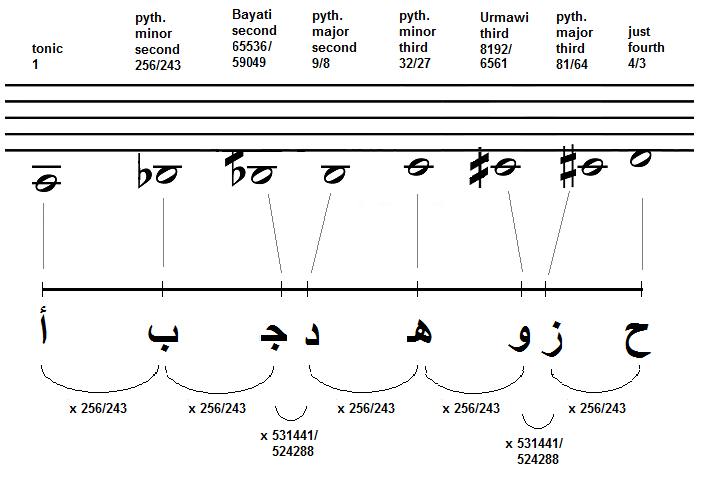 tonic
1
pyth.
minor
second
256/243
Bayati
second
65536/
59049
pyth.
major
second
9/8
pyth.
minor
third
32/27
Urmawi
third
8192/
6561
pyth.
major
third
81/64
just
fourth
4/3
أ ب ج د ه و ز ح
x 256/243
x 256/243
x 531441/
524288
x 256/243
x 256/243
x 531441/
524288
x 256/243